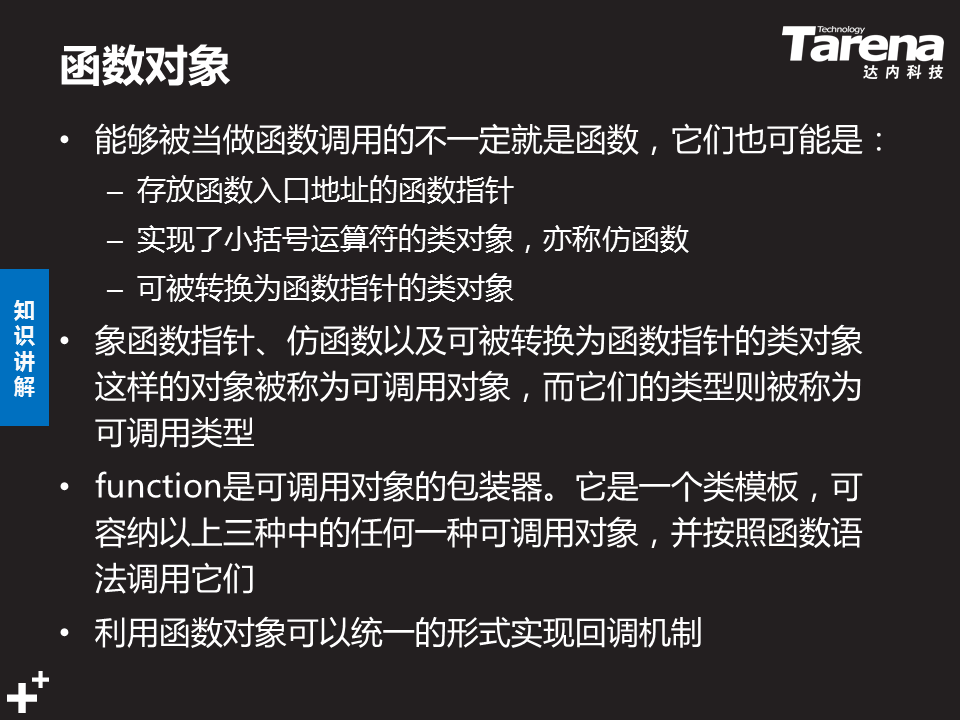 函数对象
Technology
Tarena
达内科技
• 能够被当做函数调用的不一定就是函数，它们也可能是：
– 存放函数入口地址的函数指针
– 实现了小括号运算符的类对象，亦称仿函数
– 可被转换为函数指针的类对象
知识讲解
• 象函数指针、仿函数以及可被转换为函数指针的类对象
这样的对象被称为可调用对象，而它们的类型则被称为
可调用类型
• function是可调用对象的包装器。它是一个类模板，可
容纳以上三种中的任何一种可调用对象，并按照函数语
法调用它们
• 利用函数对象可以统一的形式实现回调机制
++